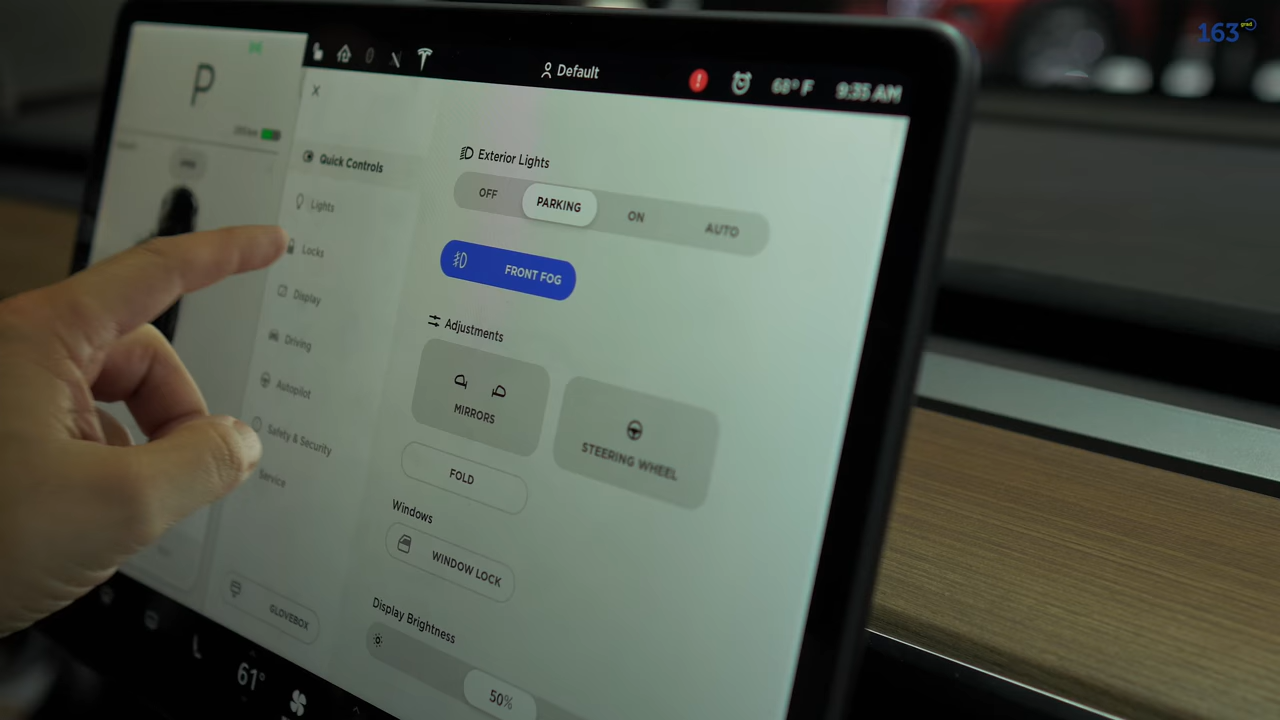 163 grad
P
Default
68° F
9:35 AM
Quick Controls
Lights
Locks
Display
Driving
Autopilot
Safety & Security
Service
GLOVEBOX
Exterior Lights
OFF
PARKING
ON
AUTO
FRONT FOG
Adjustments
MIRRORS
STEERING WHEEL
FOLD
Windows
WINDOW LOCK
Display Brightness
50%
61°